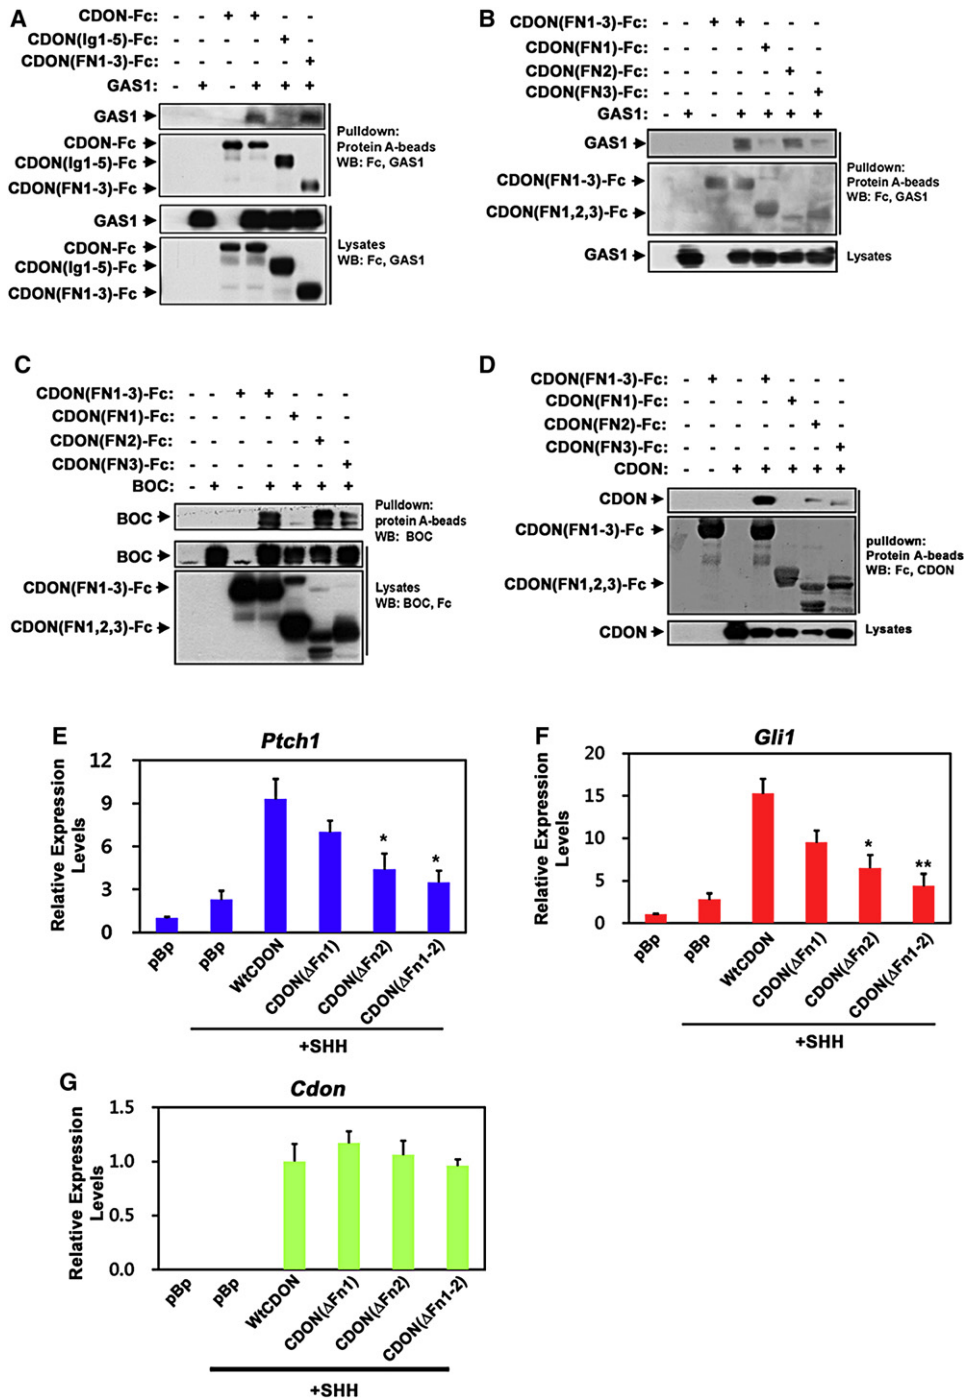 A
CDON-Fc: - - + + - -
CDON(Ig1-5)-Fc: - - - - + -
CDON(FN1-3)-Fc: - - - - - +
GAS1: - + - + + +
GAS1
CDON-Fc
CDON(Ig1-5)-Fc
CDON(FN1-3)-Fc
Pulldown:
Protein A-beads
WB: Fc, GAS1
GAS1
CDON-Fc
CDON(Ig1-5)-Fc
CDON(FN1-3)-Fc
Lysates
WB: Fc, GAS1
B
CDON(FN1-3)-Fc: - - + + - - -
CDON(FN1)-Fc: - - - - + - -
CDON(FN2)-Fc: - - - - - + -
CDON(FN3)-Fc: - - - - - - +
GAS1: - + - + + + +
GAS1
CDON(FN1-3)-Fc
CDON(FN1,2,3)-Fc
Pulldown:
Protein A-beads
WB: Fc, GAS1
GAS1
Lysates
C
CDON(FN1-3)-Fc: - - + + - - -
CDON(FN1)-Fc: - - - - + - -
CDON(FN2)-Fc: - - - - - + -
CDON(FN3)-Fc: - - - - - - +
BOC: - + - + + + +
BOC
Pulldown:
protein A-beads
WB: BOC
BOC
CDON(FN1-3)-Fc
CDON(FN1,2,3)-Fc
Lysates
WB: BOC, Fc
D
CDON(FN1-3)-Fc: - + - + - - -
CDON(FN1)-Fc: - - - - + - -
CDON(FN2)-Fc: - - - - - + -
CDON(FN3)-Fc: - - - - - - +
CDON: - - + + + + +
CDON
CDON(FN1-3)-Fc
CDON(FN1,2,3)-Fc
pulldown:
Protein A-beads
WB: Fc, CDON
CDON
Lysates
E
Ptch1
Relative Expression
Levels
12
9
6
3
0
* *
pBp pBp WtCDON CDON(ΔFn1) CDON(ΔFn2) CDON(ΔFn1-2)
+SHH
F
Gli1
Relative Expression
Levels
20
15
10
5
0
* **
pBp pBp WtCDON CDON(ΔFn1) CDON(ΔFn2) CDON(ΔFn1-2)
+SHH
G
Cdon
Relative Expression
Levels
1.5
1.0
0.5
0.0
pBp pBp WtCDON CDON(ΔFn1) CDON(ΔFn2) CDON(ΔFn1-2)
+SHH